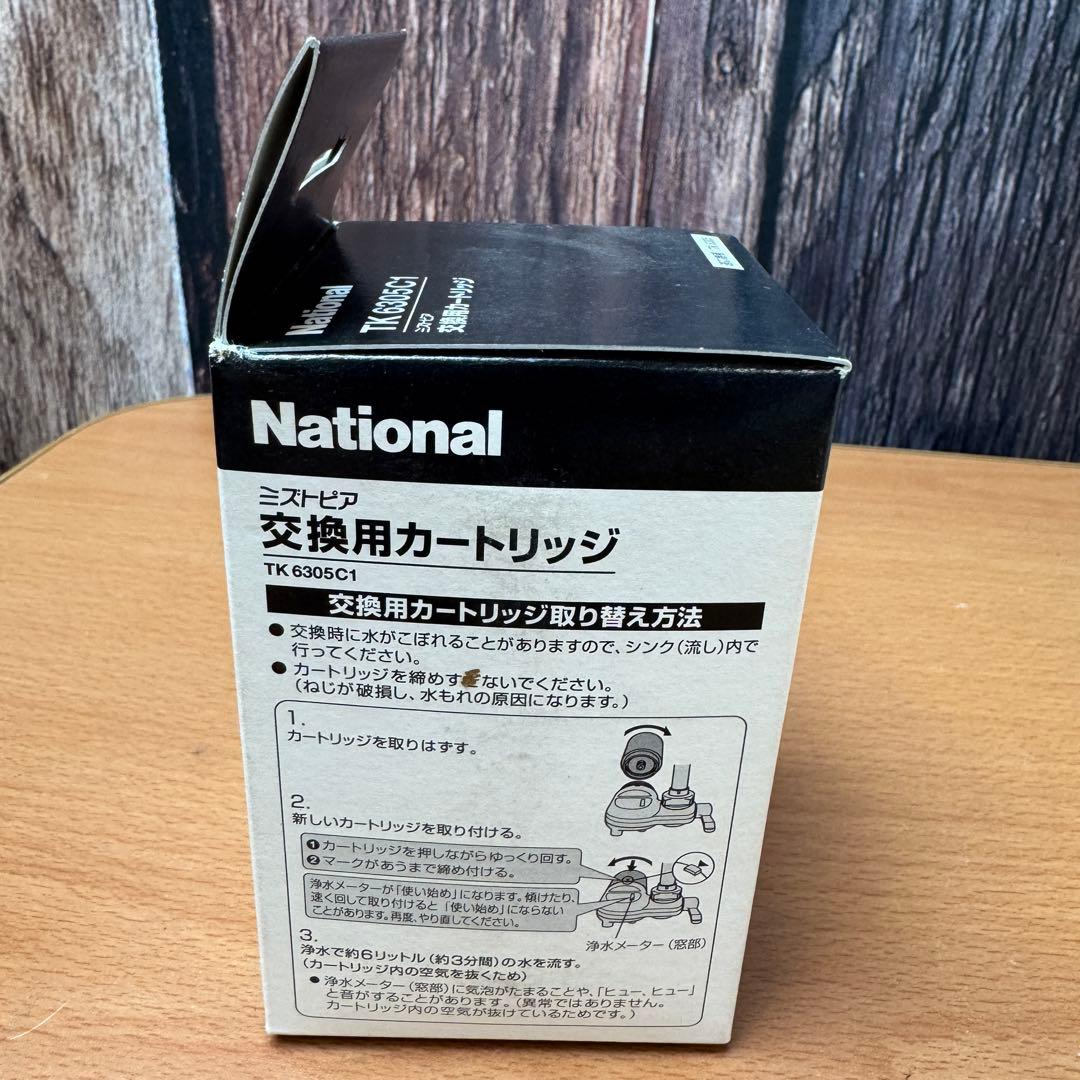 National
TK 6305C1
ミズトピア
交換用カートリッジ
National
ミズトピア
交換用カートリッジ
TK 6305C1
交換用カートリッジ取り替え方法
● 交換時に水がこぼれることがありますので、シンク(流し)内で
行ってください。
● カートリッジを締めす ないでください。
(ねじが破損し、水もれの原因になります。)
1.
カートリッジを取りはずす。
2.
新しいカートリッジを取り付ける。
❶ カートリッジを押しながらゆっくり回す。
❷ マークがあうまで締め付ける。
浄水メーターが「使い始め」になります。傾けたり、
速く回して取り付けると「使い始め」にならない
ことがあります。再度、やり直してください。
浄水メーター(窓部)
3.
浄水で約6リットル(約3分間)の水を流す。
(カートリッジ内の空気を抜くため)
● 浄水メーター(窓部)に気泡がたまることや、「ヒュー、ヒュー」
と音がすることがあります。(異常ではありません。
カートリッジ内の空気が抜けているためです。)